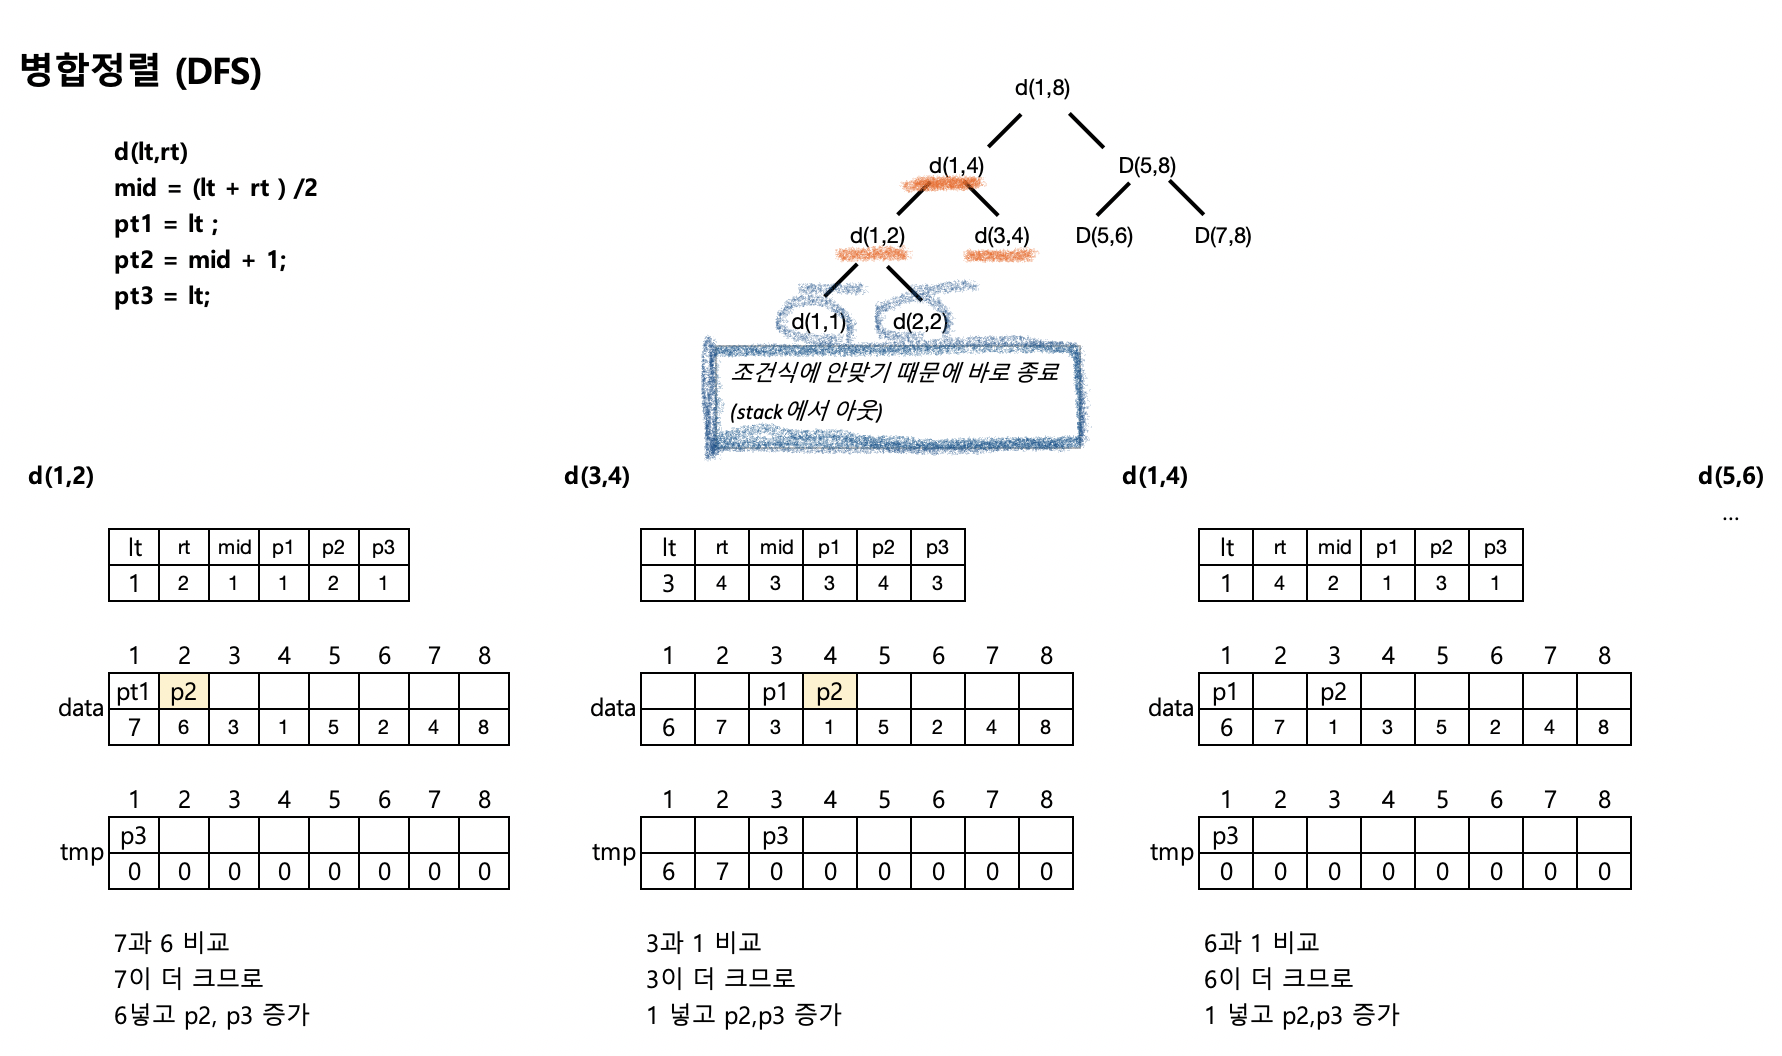 병합정렬 (DFS)
d(lt,rt)
mid = (lt + rt ) /2
pt1 = lt ;
pt2 = mid + 1;
pt3 = lt;
d(1,8)
d(1,4) D(5,8)
d(1,2) d(3,4) D(5,6) D(7,8)
d(1,1) d(2,2)
조건식에 안맞기 때문에 바로 종료
(stack에서 아웃)
d(1,2)
lt rt mid p1 p2 p3
1 2 1 1 2 1
1 2 3 4 5 6 7 8
pt1 p2
data
7 6 3 1 5 2 4 8
1 2 3 4 5 6 7 8
p3
tmp
0 0 0 0 0 0 0 0
7과 6 비교
7이 더 크므로
6넣고 p2, p3 증가
d(3,4)
lt rt mid p1 p2 p3
3 4 3 3 4 3
1 2 3 4 5 6 7 8
p1 p2
data
6 7 3 1 5 2 4 8
1 2 3 4 5 6 7 8
p3
tmp
6 7 0 0 0 0 0 0
3과 1 비교
3이 더 크므로
1 넣고 p2,p3 증가
d(1,4)
lt rt mid p1 p2 p3
1 4 2 1 3 1
1 2 3 4 5 6 7 8
p1 p2
data
6 7 1 3 5 2 4 8
1 2 3 4 5 6 7 8
p3
tmp
0 0 0 0 0 0 0 0
6과 1 비교
6이 더 크므로
1 넣고 p2,p3 증가
d(5,6)
...